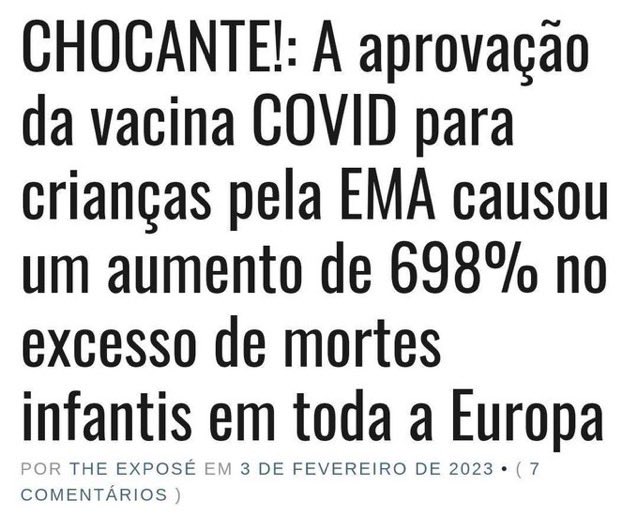 CHOCANTE!: A aprovação
da vacina COVID para
crianças pela EMA causou
um aumento de 698% no
excesso de mortes
infantis em toda a Europa
POR THE EXPOSÉ EM 3 DE FEVEREIRO DE 2023 • ( 7
COMENTÁRIOS )